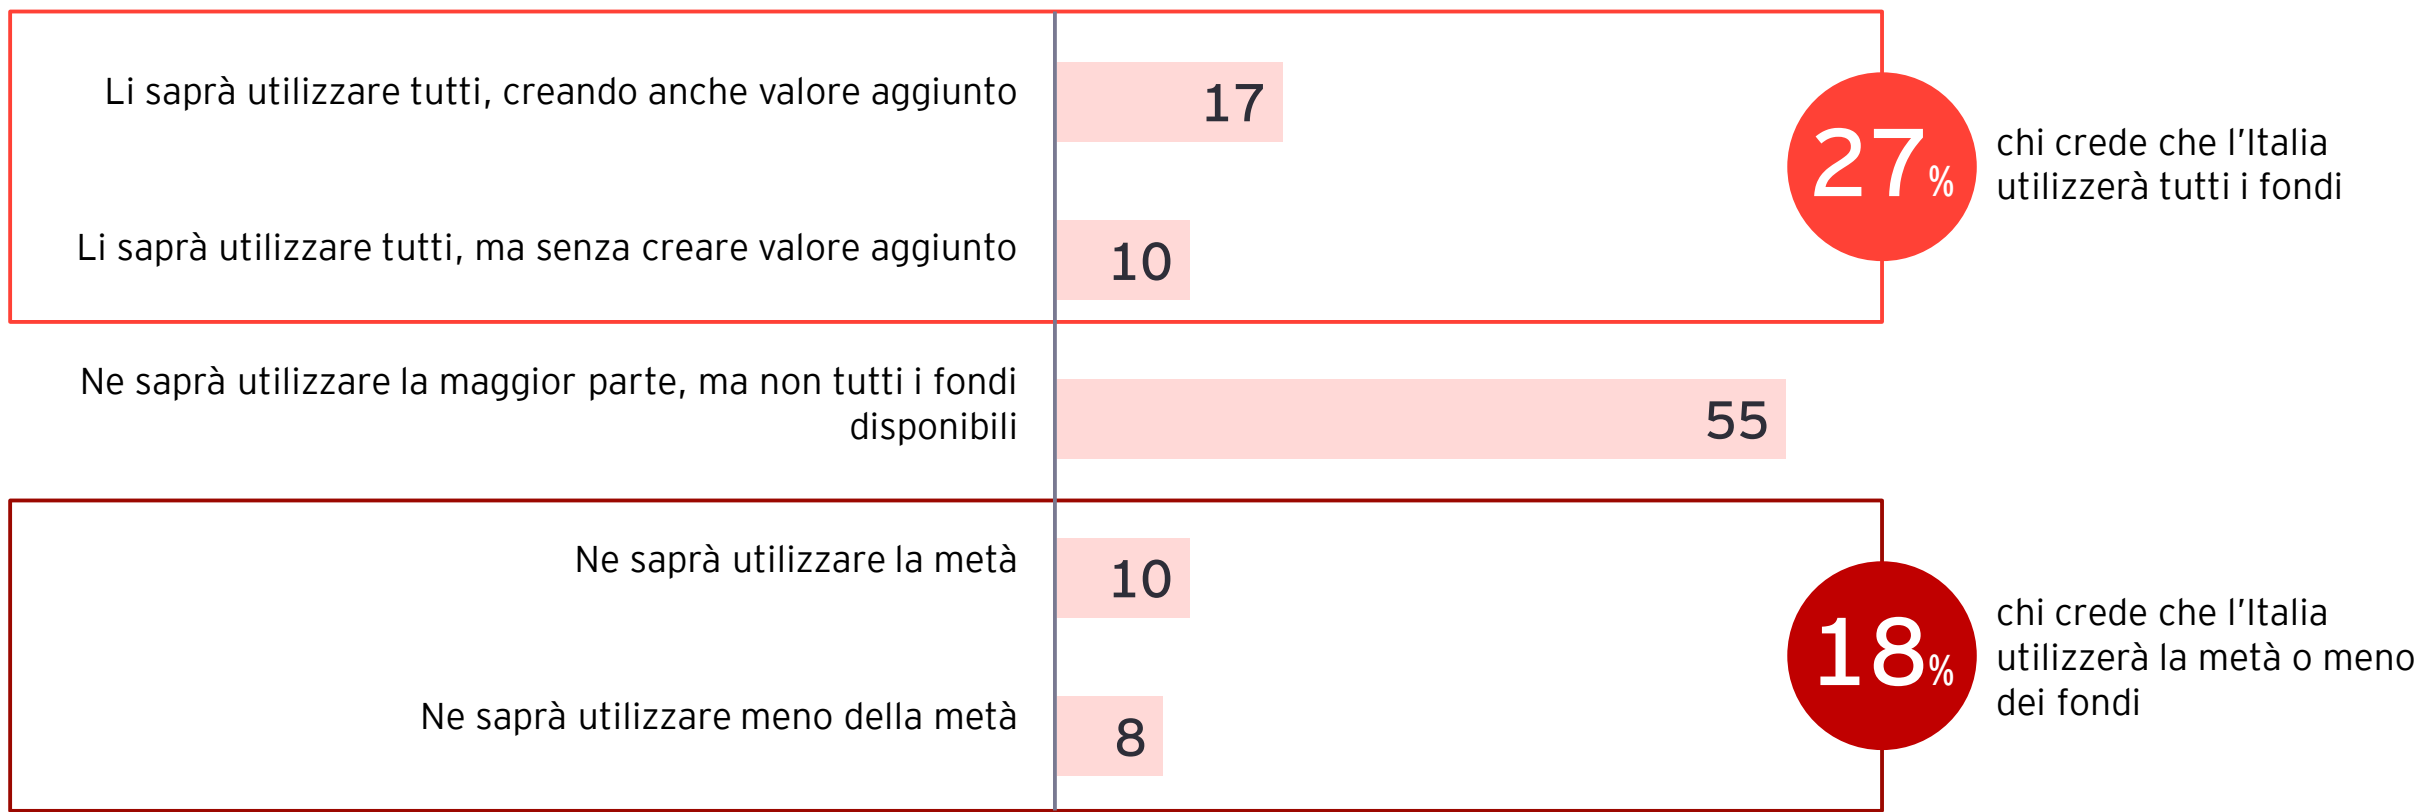 Li saprà utilizzare tutti, creando anche valore aggiunto
17
Li saprà utilizzare tutti, ma senza creare valore aggiunto
10
27%
chi crede che l'Italia
utilizzerà tutti i fondi
Ne saprà utilizzare la maggior parte, ma non tutti i fondi
disponibili
55
Ne saprà utilizzare la metà
10
Ne saprà utilizzare meno della metà
8
18%
chi crede che l'Italia
utilizzerà la metà o meno
dei fondi